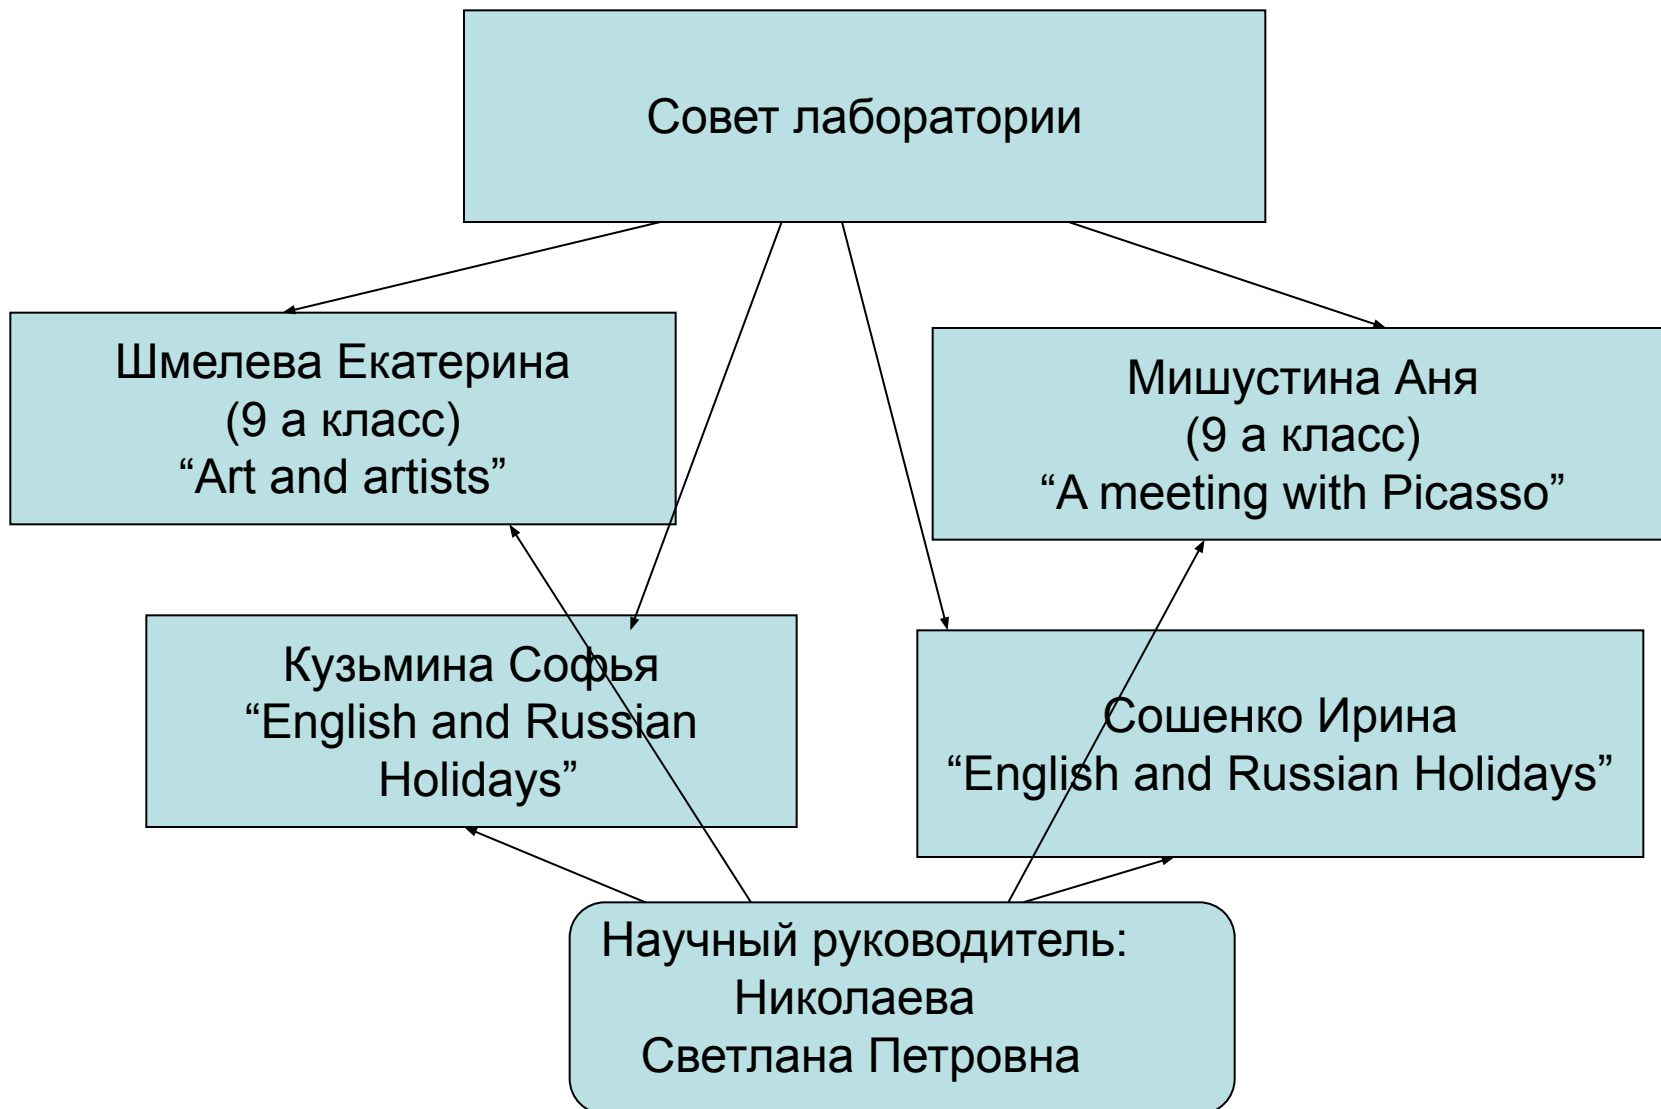 Совет лаборатории
Шмелева Екатерина
(9 а класс)
“Art and artists”
Мишустина Аня
(9 а класс)
“A meeting with Picasso”
Кузьмина Софья
“English and Russian
Holidays”
Сошенко Ирина
“English and Russian Holidays”
Научный руководитель:
Николаева
Светлана Петровна